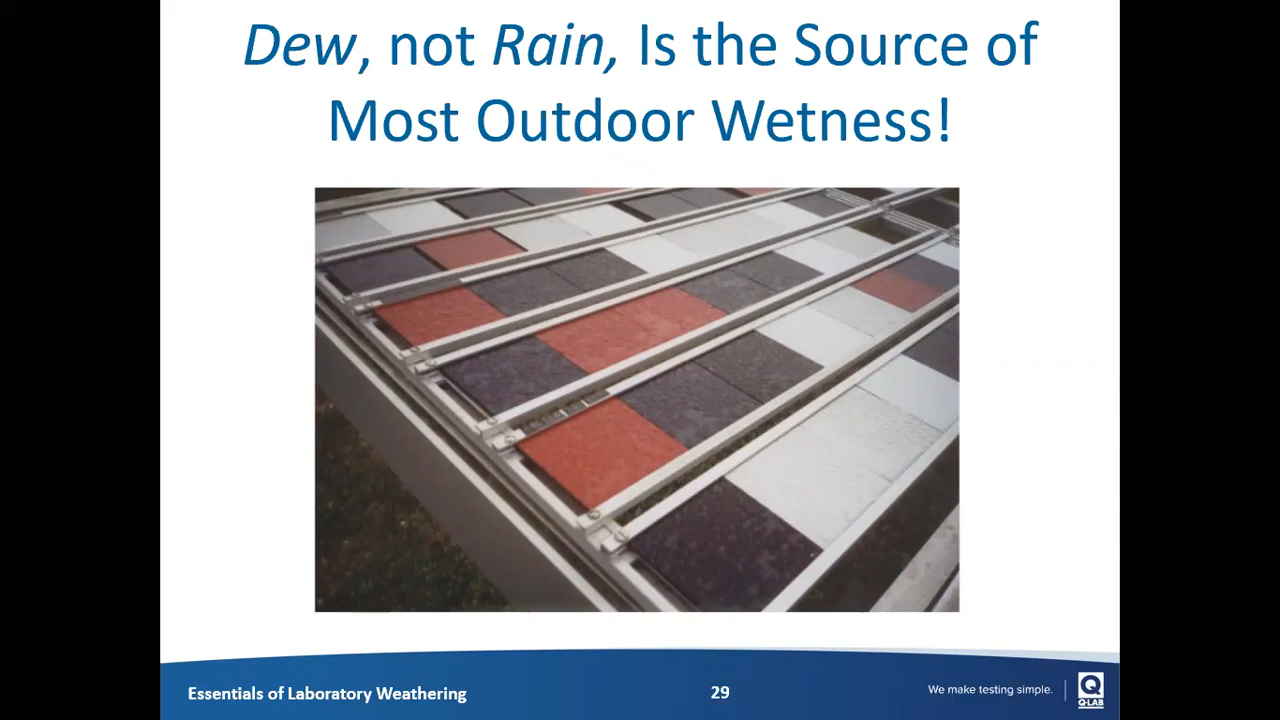 Dew, not Rain, Is the Source of
Most Outdoor Wetness!
Essentials of Laboratory Weathering
29
We make testing simple.
Q
Q-LAB